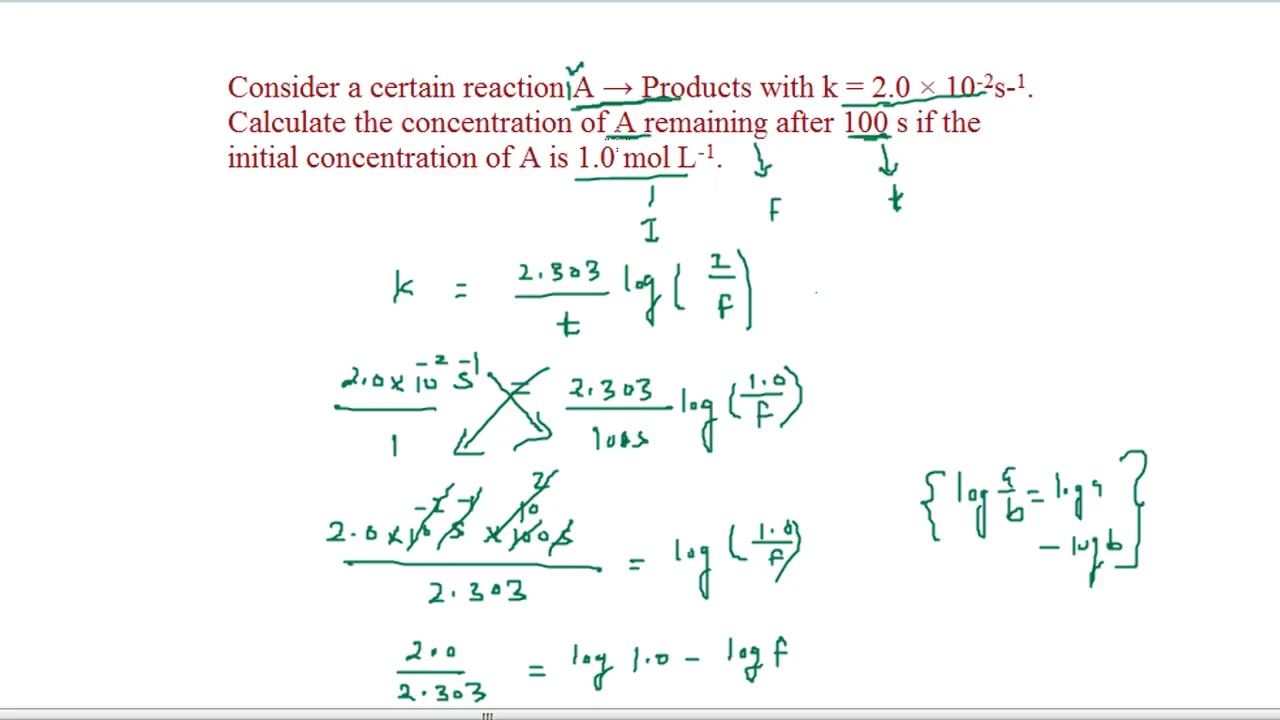 Consider a certain reaction A → Products with k = 2.0 × 10⁻²s-¹.
Calculate the concentration of A remaining after 100 s if the
initial concentration of A is 1.0 mol L⁻¹.
I
F
t
k = 2.303/t log(I/F)
2.0×10⁻² s⁻¹/1 = 2.303/100s log(1.0/F)
2.0×10⁻² s⁻¹ × 100 s/2.303 = log(1.0/F)
10²
{log a/b = log a
- log b}
2.0/2.303 = log 1.0 - log F